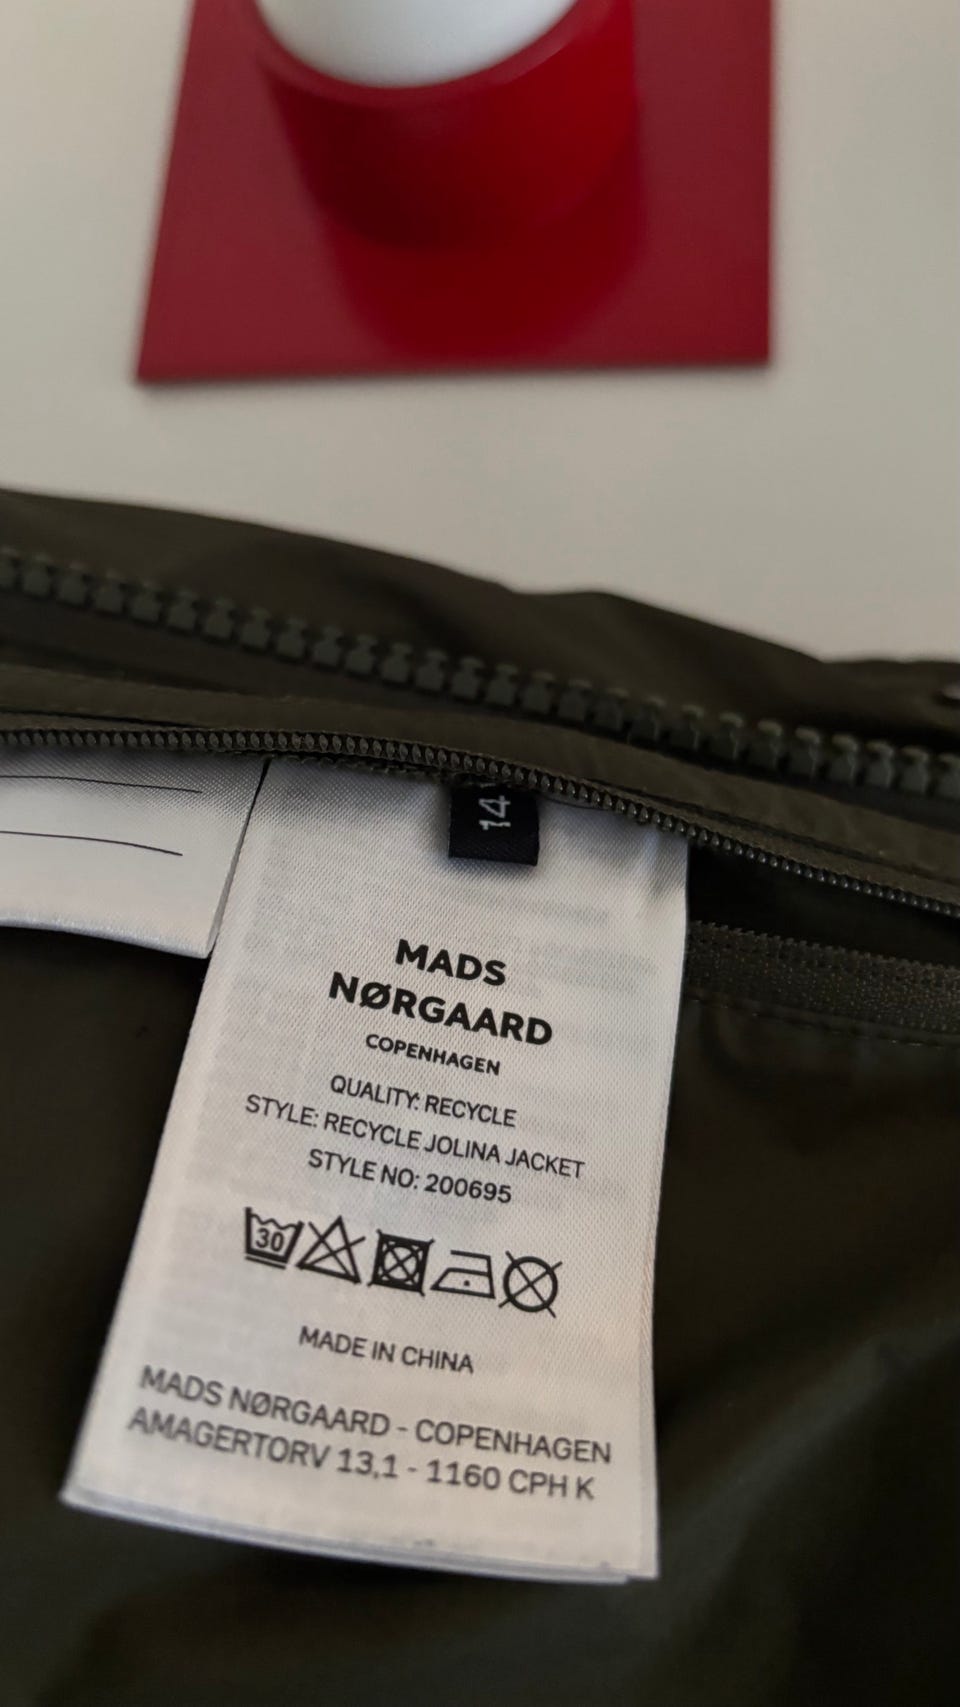 14
MADS
NØRGAARD
COPENHAGEN
QUALITY: RECYCLE
STYLE: RECYCLE JOLINA JACKET
STYLE NO: 200695
30
MADE IN CHINA
MADS NØRGAARD - COPENHAGEN
AMAGERTORV 13,1 - 1160 CPH K